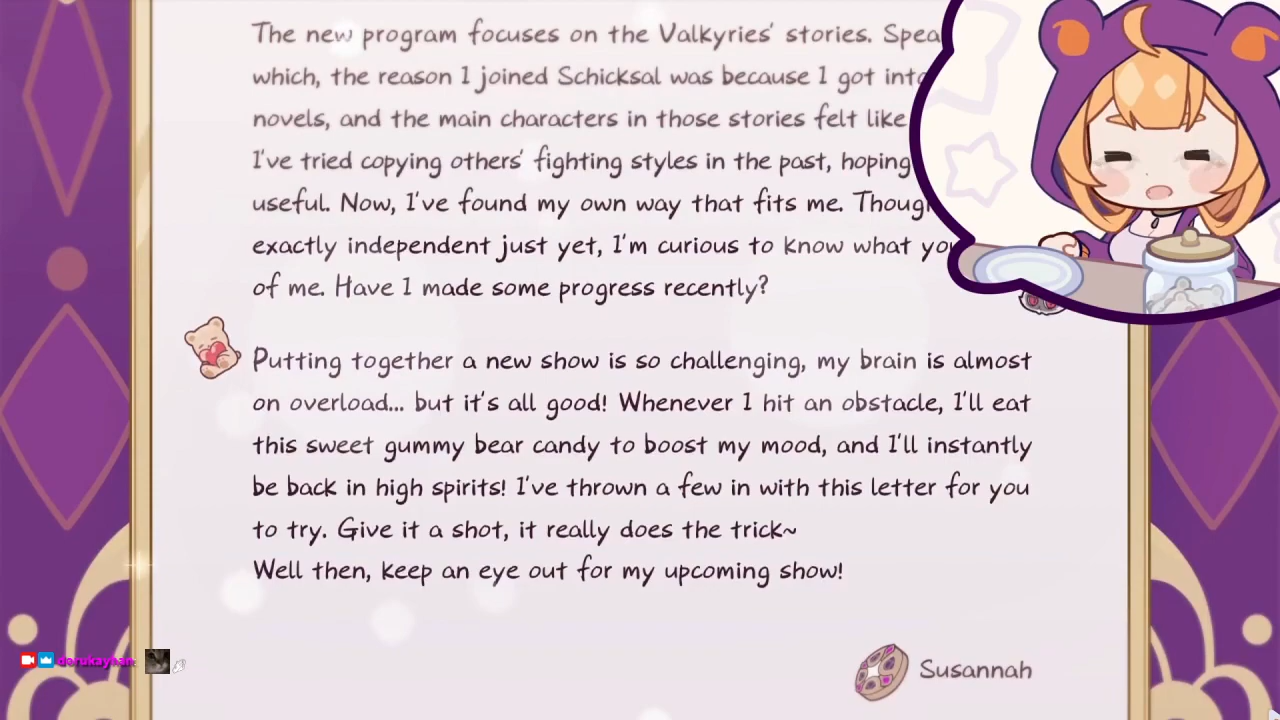 The new program focuses on the Valkyries' stories.
which, the reason I joined Schicksal was because I got
novels, and the main characters in those stories felt like
I've tried copying others' fighting styles in the past, hoping
useful. Now, I've found my own way that fits me.
exactly independent just yet, I'm curious to know what
of me. Have I made some progress recently?
Putting together a new show is so challenging, my brain is almost
on overload... but it's all good! Whenever I hit an obstacle, I'll eat
this sweet gummy bear candy to boost my mood, and I'll instantly
be back in high spirits! I've thrown a few in with this letter for you
to try. Give it a shot, it really does the trick~
Well then, keep an eye out for my upcoming show!
dorukayhan:
Susannah